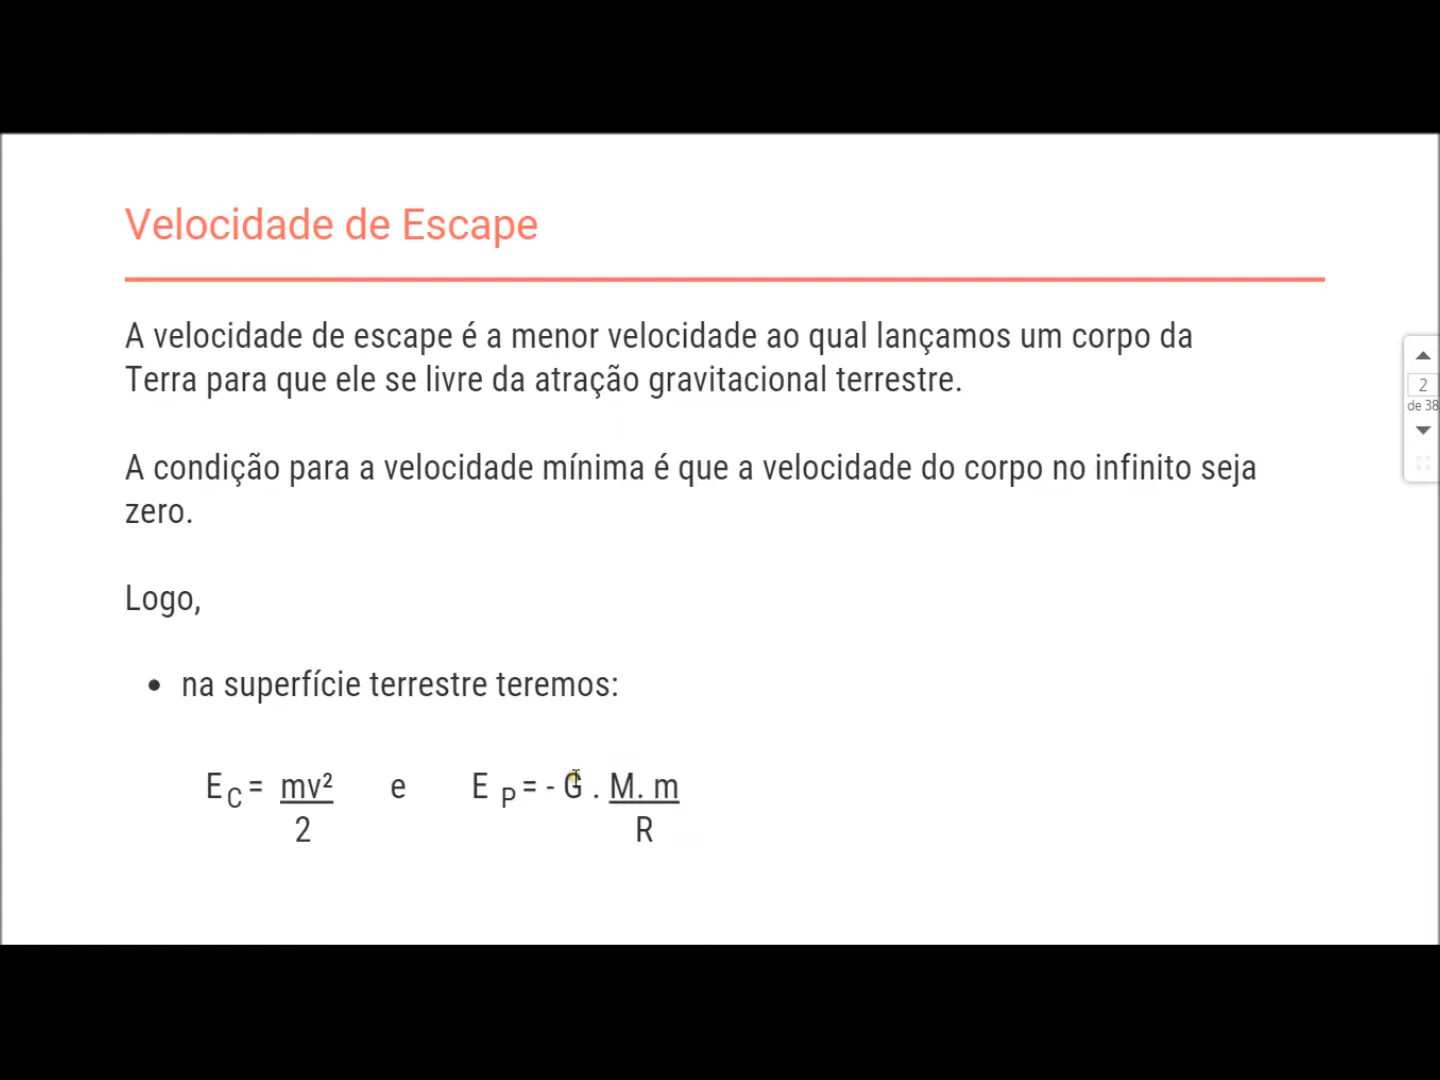 Velocidade de Escape
A velocidade de escape é a menor velocidade ao qual lançamos um corpo da
Terra para que ele se livre da atração gravitacional terrestre.
A condição para a velocidade mínima é que a velocidade do corpo no infinito seja
zero.
Logo,
• na superfície terrestre teremos:
E C = mv² e E P = - G . M. m
2 R
2
de 38